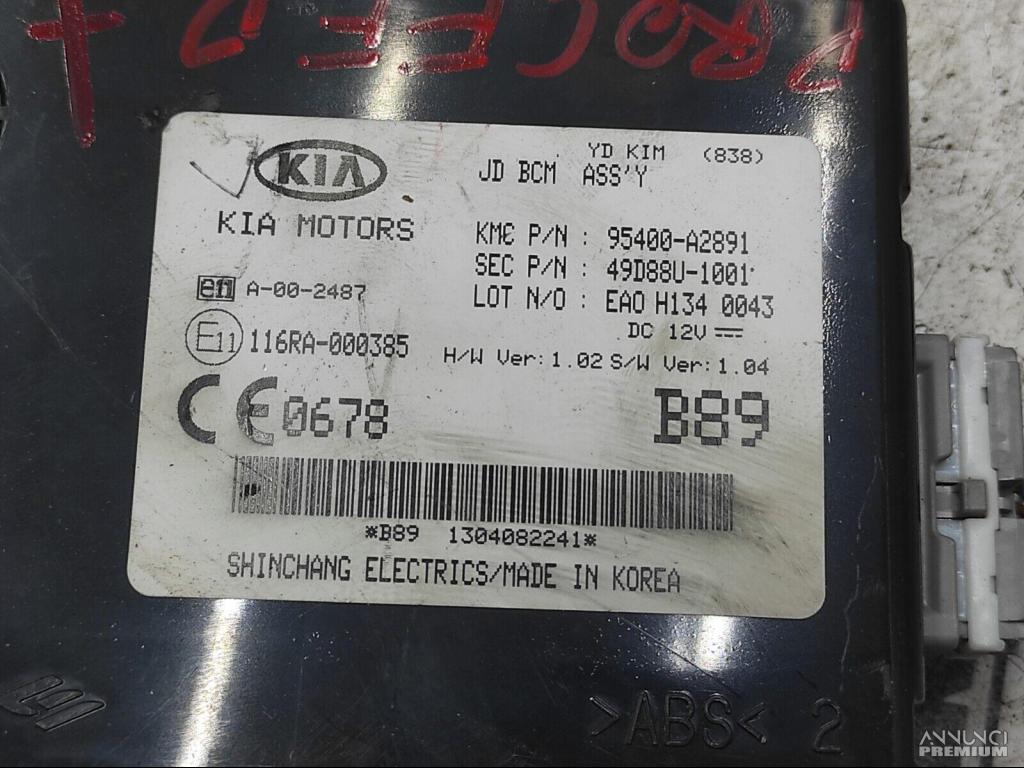 PROCEED +
KIA
KIA MOTORS
YD KIM (838)
JD BCM ASS'Y
KMC P/N : 95400-A2891
SEC P/N : 49D88U-1001
LOT N/O : EAO H134 0043
DC 12V
H/W Ver: 1.02 S/W Ver: 1.04
e11 A-00-2487
E11 116RA-000385
CE 0678
B89
*B89 1304082241*
SHINCHANG ELECTRICS/MADE IN KOREA
>ABS< 2
ANNUNCI
PREMIUM